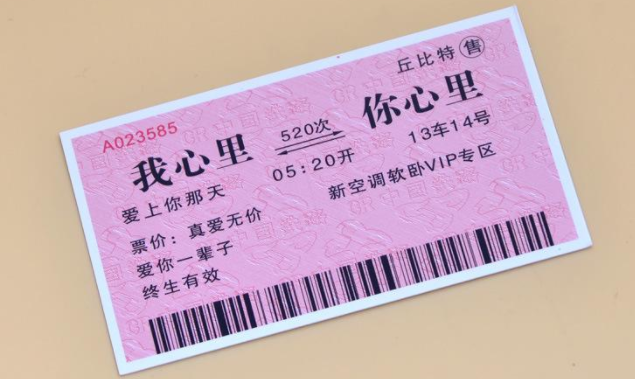 丘比特 售
A023585
我心里 520次 你心里
05:20开 13车14号
爱上你那天 新空调软卧VIP专区
票价：真爱无价
爱你一辈子
终生有效